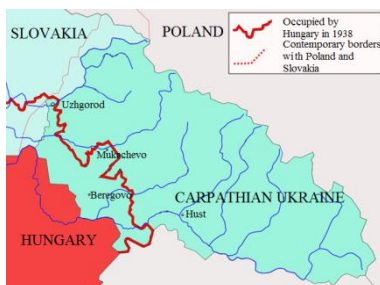 SLOVAKIA
POLAND
Occupied by
Hungary in 1938
Contemporary borders
with Poland and
Slovakia
Uzhgorod
Mukachevo
Beregovo
CARPATHIAN UKRAINE
Hust
HUNGARY